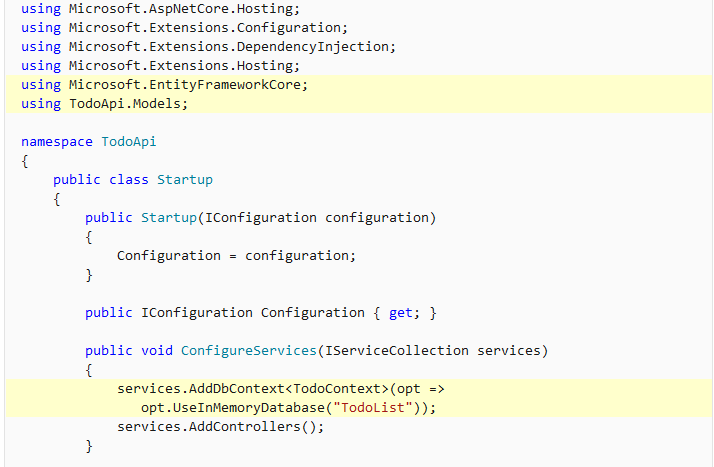 using Microsoft.AspNetCore.Hosting;
using Microsoft.Extensions.Configuration;
using Microsoft.Extensions.DependencyInjection;
using Microsoft.Extensions.Hosting;
using Microsoft.EntityFrameworkCore;
using TodoApi.Models;

namespace TodoApi
{
    public class Startup
    {
        public Startup(IConfiguration configuration)
        {
            Configuration = configuration;
        }

        public IConfiguration Configuration { get; }

        public void ConfigureServices(IServiceCollection services)
        {
            services.AddDbContext<TodoContext>(opt =>
               opt.UseInMemoryDatabase("TodoList"));
            services.AddControllers();
        }